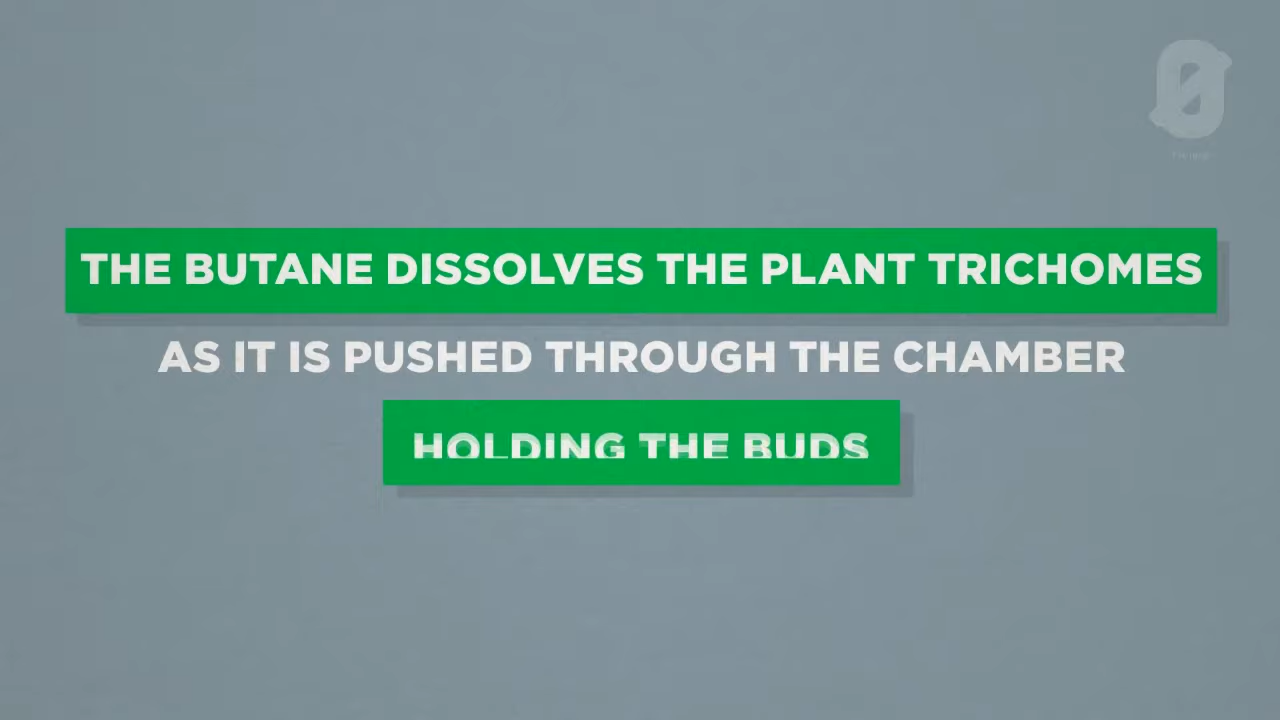 THE BUTANE DISSOLVES THE PLANT TRICHOMES
AS IT IS PUSHED THROUGH THE CHAMBER
HOLDING THE BUDS